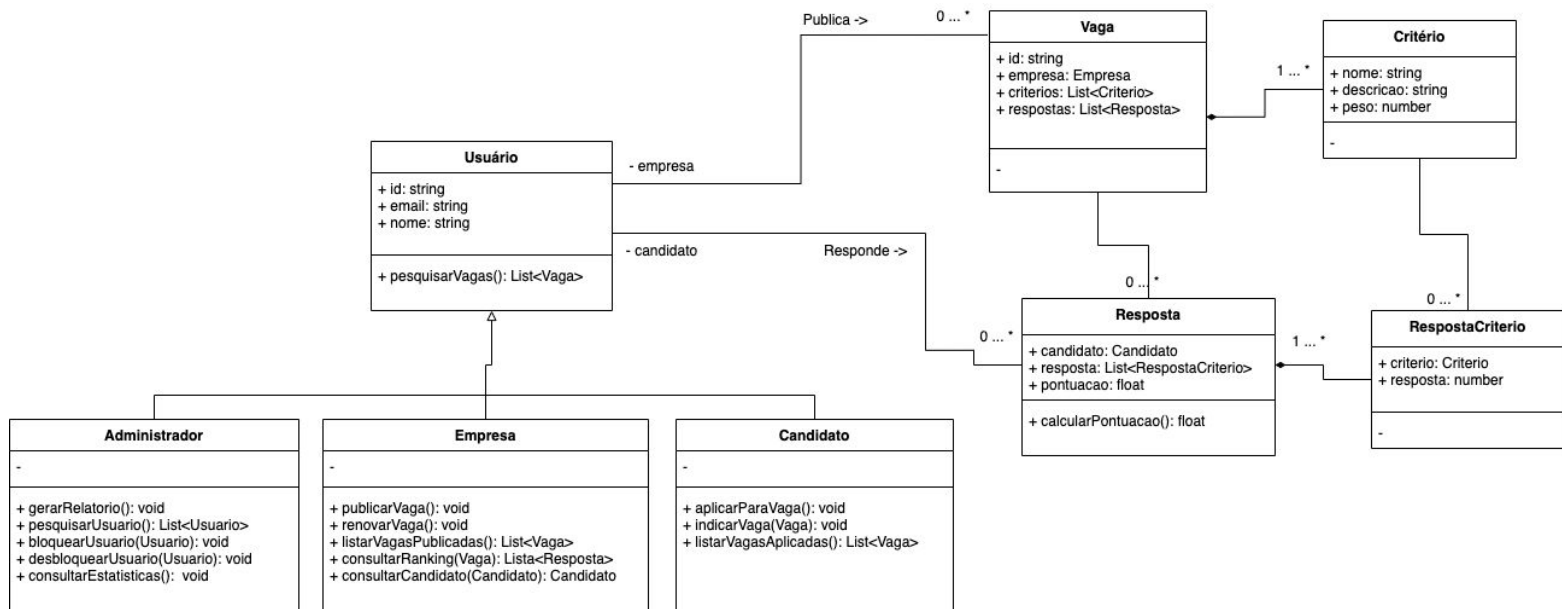 Publica ->
0 ... *
Vaga
+ id: string
+ empresa: Empresa
+ criterios: List<Criterio>
+ respostas: List<Resposta>
-
1 ... *
Critério
+ nome: string
+ descricao: string
+ peso: number
-
Usuário
+ id: string
+ email: string
+ nome: string
+ pesquisarVagas(): List<Vaga>
- empresa
- candidato
Responde ->
0 ... *
0 ... *
0 ... *
Resposta
+ candidato: Candidato
+ resposta: List<RespostaCriterio>
+ pontuacao: float
+ calcularPontuacao(): float
1 ... *
RespostaCriterio
+ criterio: Criterio
+ resposta: number
-
Administrador
-
+ gerarRelatorio(): void
+ pesquisarUsuario(): List<Usuario>
+ bloquearUsuario(Usuario): void
+ desbloquearUsuario(Usuario): void
+ consultarEstatisticas():  void
Empresa
-
+ publicarVaga(): void
+ renovarVaga(): void
+ listarVagasPublicadas(): List<Vaga>
+ consultarRanking(Vaga): Lista<Resposta>
+ consultarCandidato(Candidato): Candidato
Candidato
-
+ aplicarParaVaga(): void
+ indicarVaga(Vaga): void
+ listarVagasAplicadas(): List<Vaga>